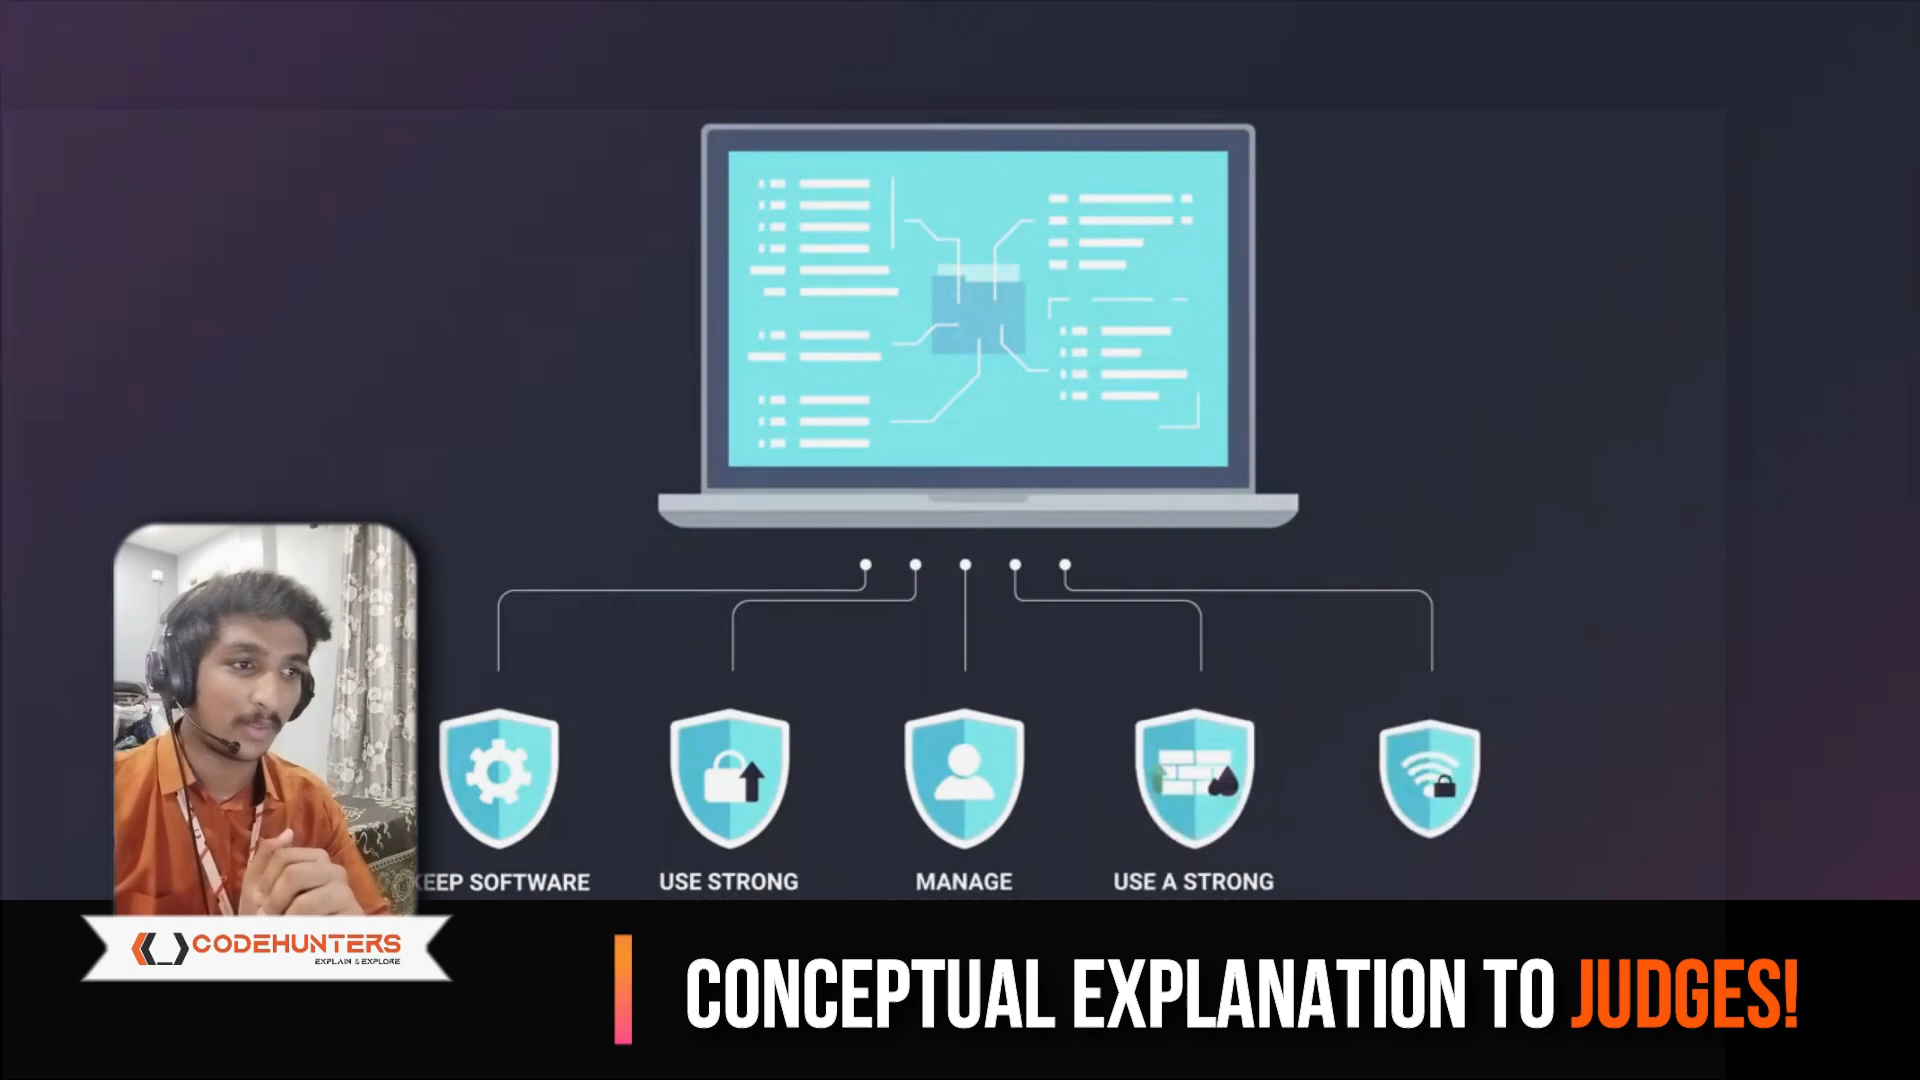 KEEP SOFTWARE
USE STRONG
MANAGE
USE A STRONG
CODEHUNTERS
EXPLAIN & EXPLORE
CONCEPTUAL EXPLANATION TO JUDGES!